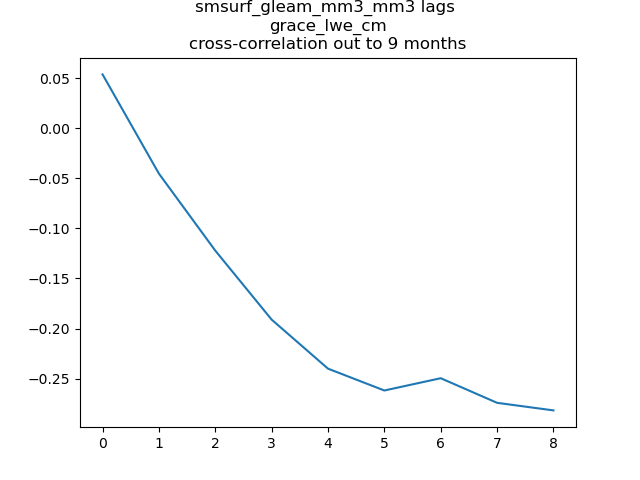 smsurf_gleam_mm3_mm3 lags
grace_lwe_cm
cross-correlation out to 9 months
0.05
0.00
−0.05
−0.10
−0.15
−0.20
−0.25
0 1 2 3 4 5 6 7 8